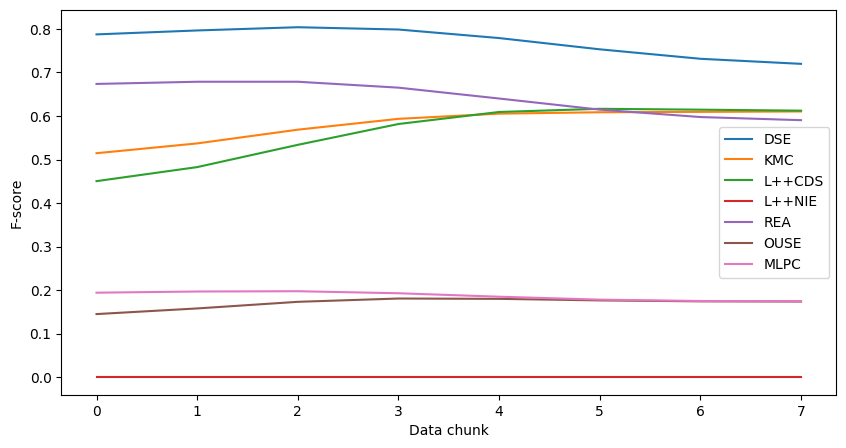 0.8
0.7
0.6
0.5
0.4
0.3
0.2
0.1
0.0
F-score
0 1 2 3 4 5 6 7
Data chunk
DSE
KMC
L++CDS
L++NIE
REA
OUSE
MLPC